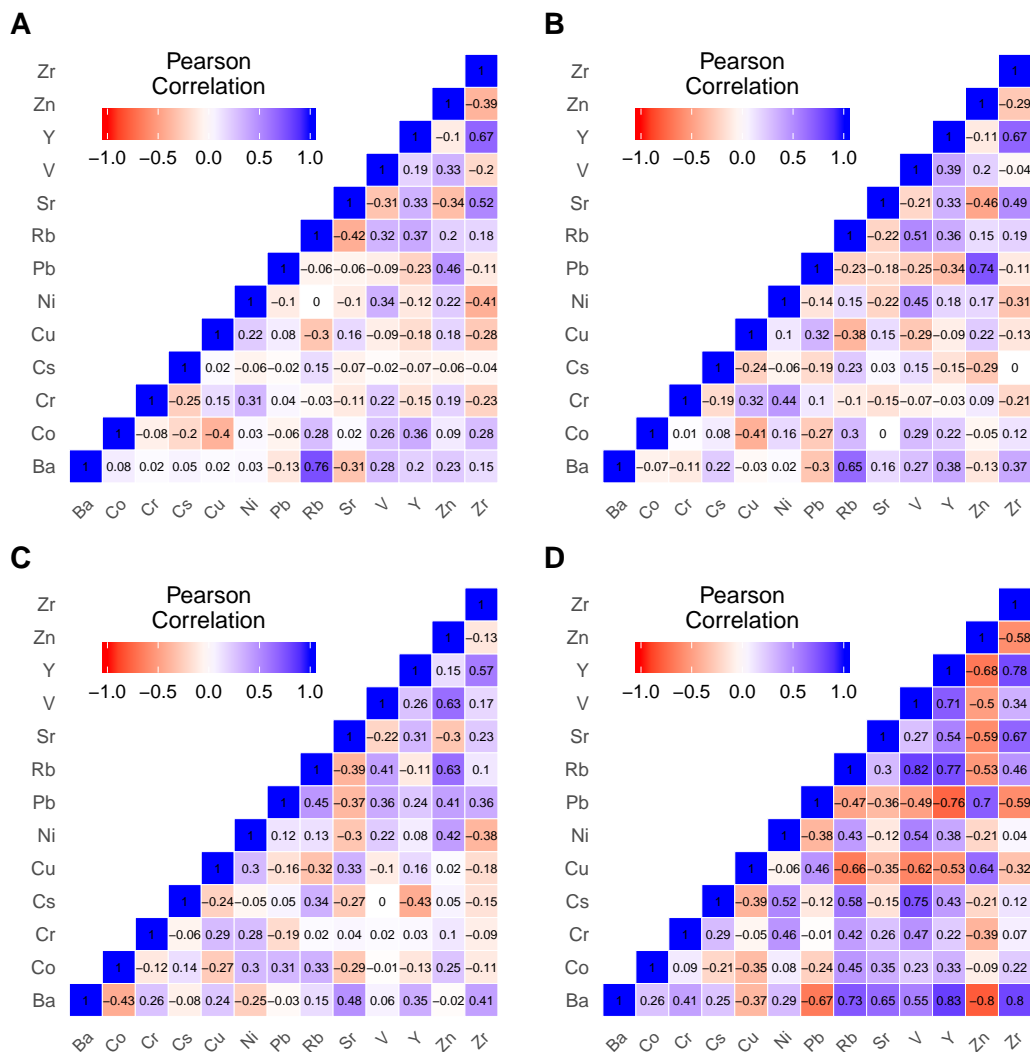 A
Pearson
Correlation
−1.0 −0.5 0.0 0.5 1.0
Zr 1
Zn 1 −0.39
Y 1 −0.1 0.67
V 1 0.19 0.33 −0.2
Sr 1 −0.31 0.33 −0.34 0.52
Rb 1 −0.42 0.32 0.37 0.2 0.18
Pb 1 −0.06 −0.06 −0.09 −0.23 0.46 −0.11
Ni 1 −0.1 0 −0.1 0.34 −0.12 0.22 −0.41
Cu 1 0.22 0.08 −0.3 0.16 −0.09 −0.18 0.18 −0.28
Cs 1 0.02 −0.06 −0.02 0.15 −0.07 −0.02 −0.07 −0.06 −0.04
Cr 1 −0.25 0.15 0.31 0.04 −0.03 −0.11 0.22 −0.15 0.19 −0.23
Co 1 −0.08 −0.2 −0.4 0.03 −0.06 0.28 0.02 0.26 0.36 0.09 0.28
Ba 1 0.08 0.02 0.05 0.02 0.03 −0.13 0.76 −0.31 0.28 0.2 0.23 0.15
Ba Co Cr Cs Cu Ni Pb Rb Sr V Y Zn Zr
B
Pearson
Correlation
−1.0 −0.5 0.0 0.5 1.0
Zr 1
Zn 1 −0.29
Y 1 −0.11 0.67
V 1 0.39 0.2 −0.04
Sr 1 −0.21 0.33 −0.46 0.49
Rb 1 −0.22 0.51 0.36 0.15 0.19
Pb 1 −0.23 −0.18 −0.25 −0.34 0.74 −0.11
Ni 1 −0.14 0.15 −0.22 0.45 0.18 0.17 −0.31
Cu 1 0.1 0.32 −0.38 0.15 −0.29 −0.09 0.22 −0.13
Cs 1 −0.24 −0.06 −0.19 0.23 0.03 0.15 −0.15 −0.29 0
Cr 1 −0.19 0.32 0.44 0.1 −0.1 −0.15 −0.07 −0.03 0.09 −0.21
Co 1 0.01 0.08 −0.41 0.16 −0.27 0.3 0 0.29 0.22 −0.05 0.12
Ba 1 −0.07 −0.11 0.22 −0.03 0.02 −0.3 0.65 0.16 0.27 0.38 −0.13 0.37
Ba Co Cr Cs Cu Ni Pb Rb Sr V Y Zn Zr
C
Pearson
Correlation
−1.0 −0.5 0.0 0.5 1.0
Zr 1
Zn 1 −0.13
Y 1 0.15 0.57
V 1 0.26 0.63 0.17
Sr 1 −0.22 0.31 −0.3 0.23
Rb 1 −0.39 0.41 −0.11 0.63 0.1
Pb 1 0.45 −0.37 0.36 0.24 0.41 0.36
Ni 1 0.12 0.13 −0.3 0.22 0.08 0.42 −0.38
Cu 1 0.3 −0.16 −0.32 0.33 −0.1 0.16 0.02 −0.18
Cs 1 −0.24 −0.05 0.05 0.34 −0.27 0 −0.43 0.05 −0.15
Cr 1 −0.06 0.29 0.28 −0.19 0.02 0.04 0.02 0.03 0.1 −0.09
Co 1 −0.12 0.14 −0.27 0.3 0.31 0.33 −0.29 −0.01 −0.13 0.25 −0.11
Ba 1 −0.43 0.26 −0.08 0.24 −0.25 −0.03 0.15 0.48 0.06 0.35 −0.02 0.41
Ba Co Cr Cs Cu Ni Pb Rb Sr V Y Zn Zr
D
Pearson
Correlation
−1.0 −0.5 0.0 0.5 1.0
Zr 1
Zn 1 −0.58
Y 1 −0.68 0.78
V 1 0.71 −0.5 0.34
Sr 1 0.27 0.54 −0.59 0.67
Rb 1 0.3 0.82 0.77 −0.53 0.46
Pb 1 −0.47 −0.36 −0.49 −0.76 0.7 −0.59
Ni 1 −0.38 0.43 −0.12 0.54 0.38 −0.21 0.04
Cu 1 −0.06 0.46 −0.66 −0.35 −0.62 −0.53 0.64 −0.32
Cs 1 −0.39 0.52 −0.12 0.58 −0.15 0.75 0.43 −0.21 0.12
Cr 1 0.29 −0.05 0.46 −0.01 0.42 0.26 0.47 0.22 −0.39 0.07
Co 1 0.09 −0.21 −0.35 0.08 −0.24 0.45 0.35 0.23 0.33 −0.09 0.22
Ba 1 0.26 0.41 0.25 −0.37 0.29 −0.67 0.73 0.65 0.55 0.83 −0.8 0.8
Ba Co Cr Cs Cu Ni Pb Rb Sr V Y Zn Zr